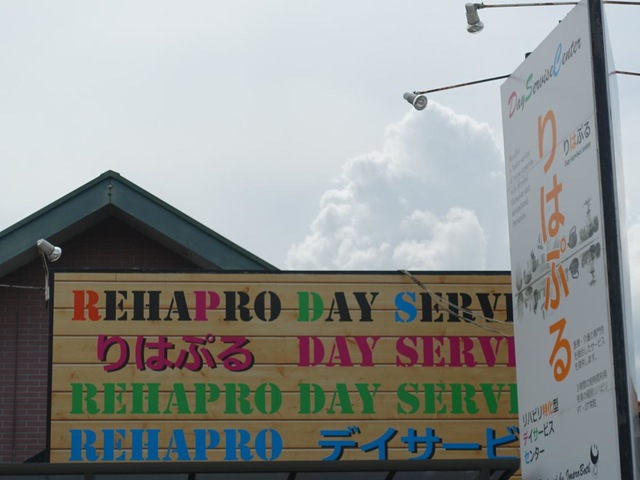 REHAPRO DAY SERVI
りはぷる DAY SERVI
REHAPRO DAY SERVI
REHAPRO デイサービ
Day Service Center
りはぷる
りはぷる
リハビリ特化型
デイサービス
センター